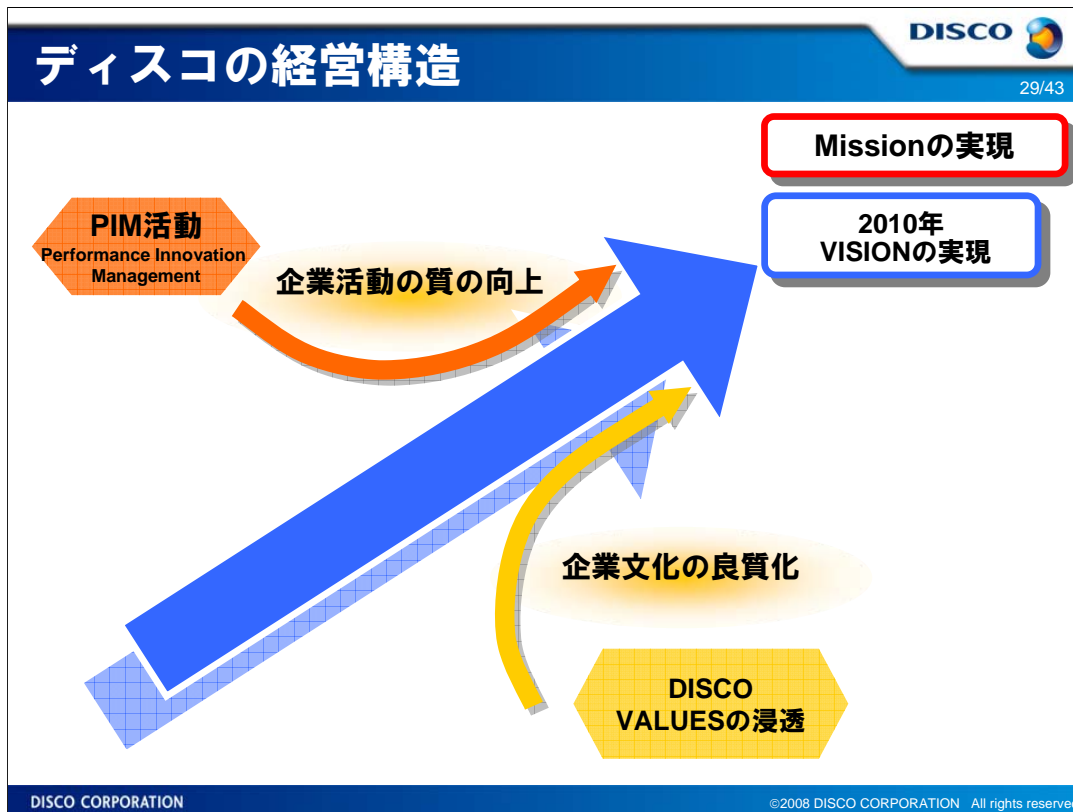 ディスコの経営構造
DISCO
29/43
Missionの実現
2010年
VISIONの実現
PIM活動
Performance Innovation
Management
企業活動の質の向上
企業文化の良質化
DISCO
VALUESの浸透
DISCO CORPORATION
©2008 DISCO CORPORATION All rights reserved